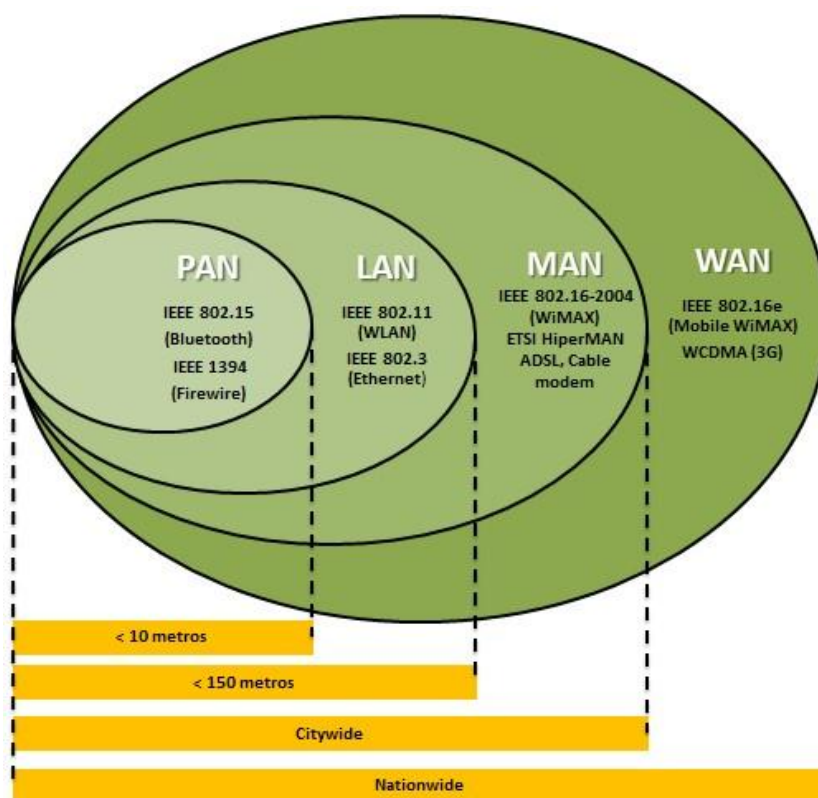 PAN
IEEE 802.15
(Bluetooth)
IEEE 1394
(Firewire)
LAN
IEEE 802.11
(WLAN)
IEEE 802.3
(Ethernet)
MAN
IEEE 802.16-2004
(WiMAX)
ETSI HiperMAN
ADSL, Cable
modem
WAN
IEEE 802.16e
(Mobile WiMAX)
WCDMA (3G)
< 10 metros
< 150 metros
Citywide
Nationwide